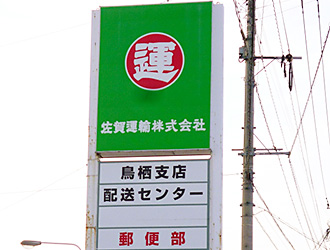 運
佐賀運輸株式会社
鳥栖支店
配送センター
郵便部